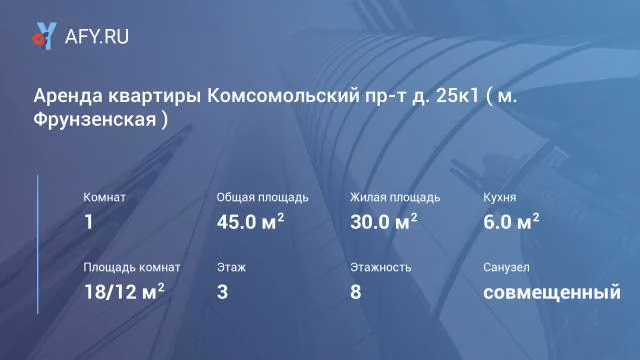 AFY.RU
Аренда квартиры Комсомольский пр-т д. 25к1 ( м.
Фрунзенская )
Комнат
1
Общая площадь
45.0 м²
Жилая площадь
30.0 м²
Кухня
6.0 м²
Площадь комнат
18/12 м²
Этаж
3
Этажность
8
Санузел
совмещенный